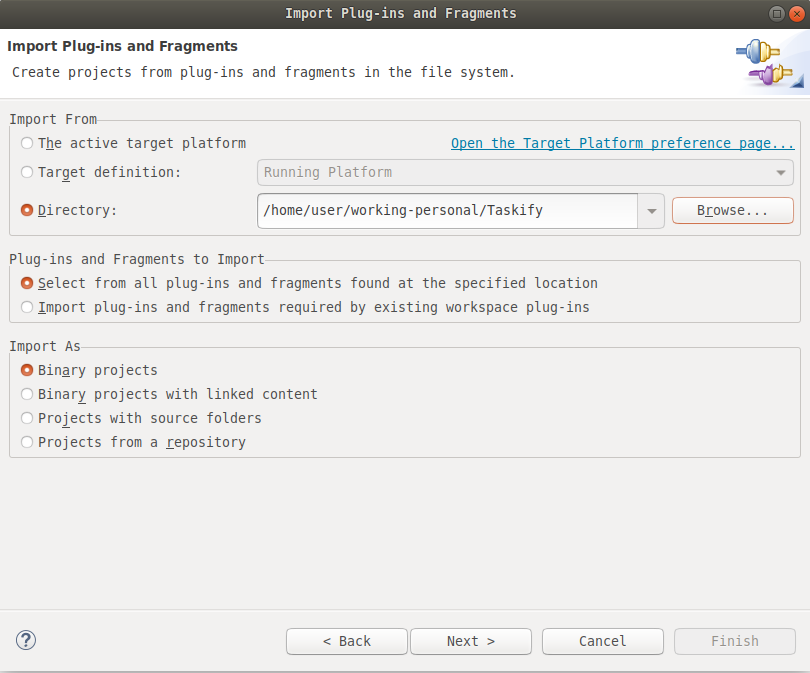 Import Plug-ins and Fragments
Import Plug-ins and Fragments
Create projects from plug-ins and fragments in the file system.
Import From
The active target platform Open the Target Platform preference page...
Target definition: Running Platform
Directory: /home/user/working-personal/Taskify Browse...
Plug-ins and Fragments to Import
Select from all plug-ins and fragments found at the specified location
Import plug-ins and fragments required by existing workspace plug-ins
Import As
Binary projects
Binary projects with linked content
Projects with source folders
Projects from a repository
? < Back Next > Cancel Finish